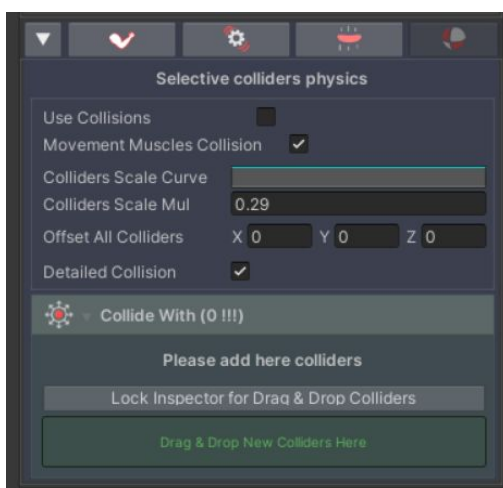 Selective colliders physics
Use Collisions
Movement Muscles Collision
Colliders Scale Curve
Colliders Scale Mul 0.29
Offset All Colliders X 0 Y 0 Z 0
Detailed Collision
Collide With (0 !!!)
Please add here colliders
Lock Inspector for Drag & Drop Colliders
Drag & Drop New Colliders Here